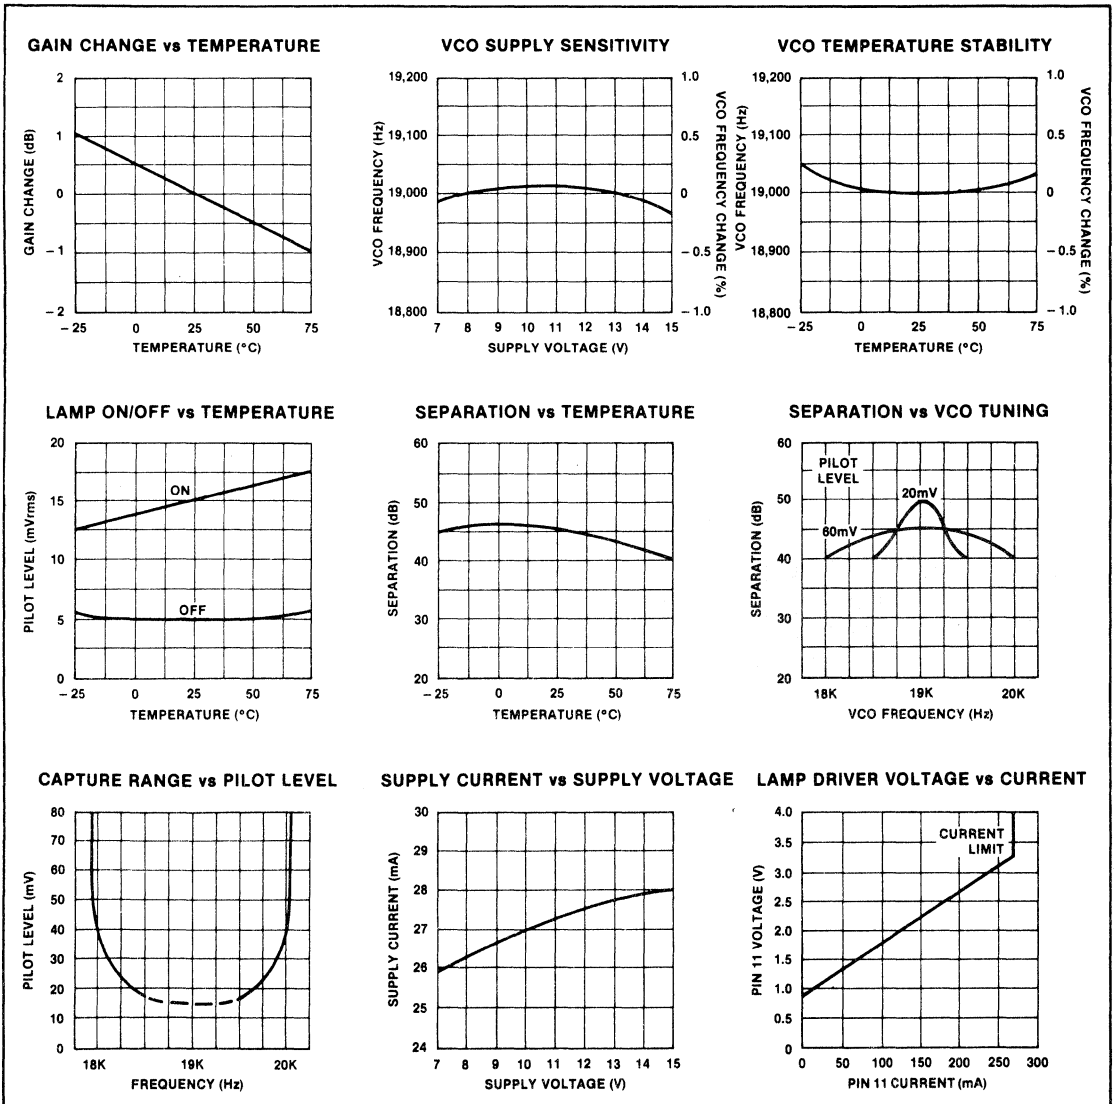 GAIN CHANGE vs TEMPERATURE
2
1
0
– 1
– 2
GAIN CHANGE (dB)
– 25 0 25 50 75
TEMPERATURE (°C)
VCO SUPPLY SENSITIVITY
19,200
19,100
19,000
18,900
18,800
VCO FREQUENCY (Hz)
1.0
0.5
0
– 0.5
– 1.0
VCO FREQUENCY CHANGE (%)
7 8 9 10 11 12 13 14 15
SUPPLY VOLTAGE (V)
VCO TEMPERATURE STABILITY
19,200
19,100
19,000
18,900
18,800
VCO FREQUENCY (Hz)
1.0
0.5
0
– 0.5
– 1.0
VCO FREQUENCY CHANGE (%)
– 25 0 25 50 75
TEMPERATURE (°C)
LAMP ON/OFF vs TEMPERATURE
20
15
10
5
0
PILOT LEVEL (mVrms)
ON
OFF
– 25 0 25 50 75
TEMPERATURE (°C)
SEPARATION vs TEMPERATURE
60
50
40
30
20
SEPARATION (dB)
– 25 0 25 50 75
TEMPERATURE (°C)
SEPARATION vs VCO TUNING
60
50
40
30
20
SEPARATION (dB)
PILOT
LEVEL
20mV
60mV
18K 19K 20K
VCO FREQUENCY (Hz)
CAPTURE RANGE vs PILOT LEVEL
80
70
60
50
40
30
20
10
0
PILOT LEVEL (mV)
18K 19K 20K
FREQUENCY (Hz)
SUPPLY CURRENT vs SUPPLY VOLTAGE
30
29
28
27
26
25
24
SUPPLY CURRENT (mA)
7 8 9 10 11 12 13 14 15
SUPPLY VOLTAGE (V)
LAMP DRIVER VOLTAGE vs CURRENT
4.0
3.5
3.0
2.5
2.0
1.5
1.0
0.5
0
PIN 11 VOLTAGE (V)
CURRENT
LIMIT
0 50 100 150 200 250 300
PIN 11 CURRENT (mA)